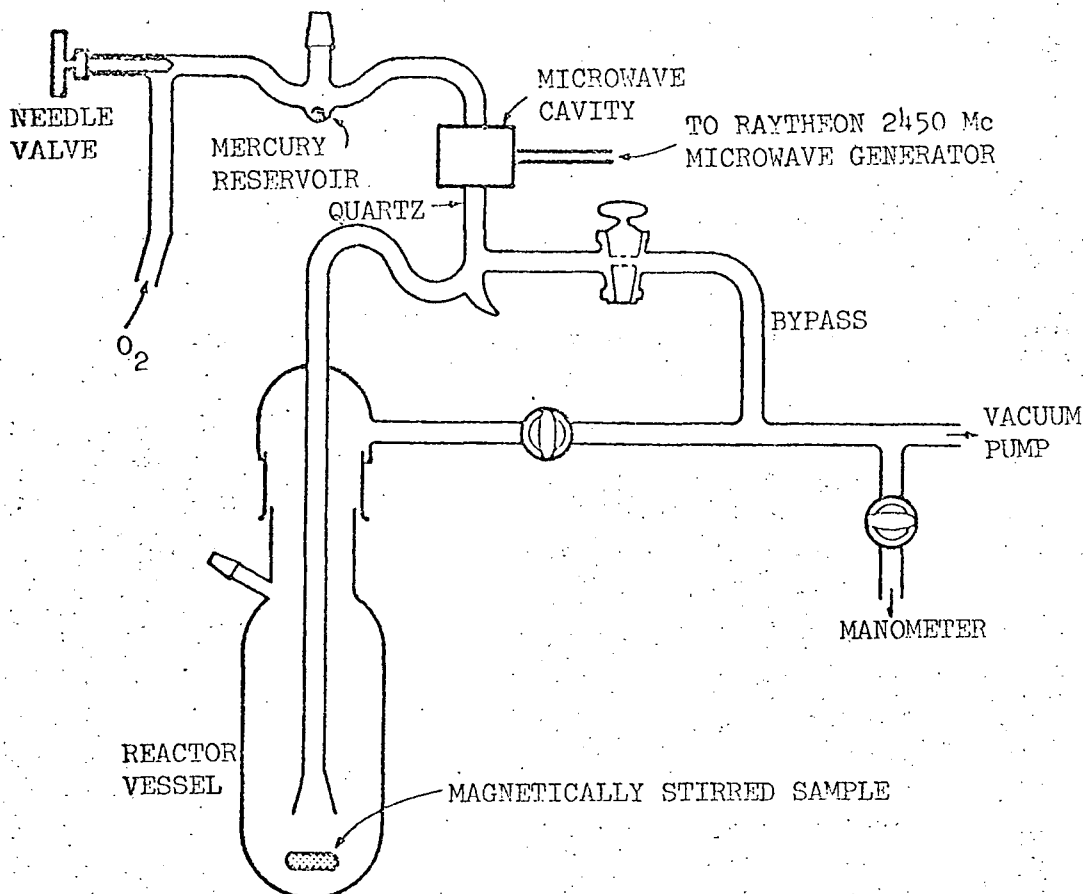 NEEDLE
VALVE
MERCURY
RESERVOIR
MICROWAVE
CAVITY
TO RAYTHEON 2450 Mc
MICROWAVE GENERATOR
QUARTZ
O2
BYPASS
VACUUM
PUMP
MANOMETER
REACTOR
VESSEL
MAGNETICALLY STIRRED SAMPLE